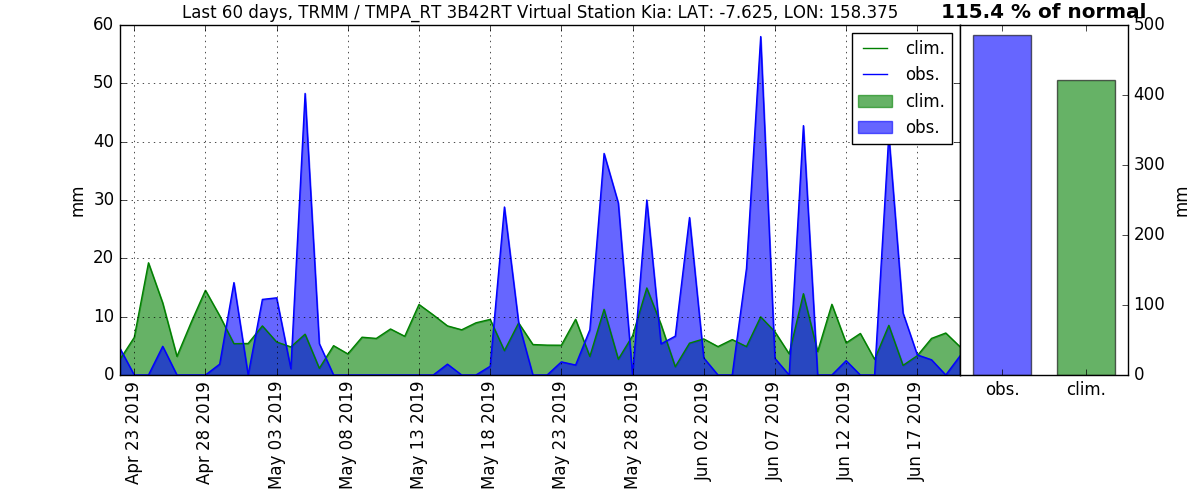 Last 60 days, TRMM / TMPA_RT 3B42RT Virtual Station Kia: LAT: -7.625, LON: 158.375
115.4 % of normal
60
50
40
30
20
10
0
mm
clim.
obs.
clim.
obs.
500
400
300
200
100
0
mm
obs.
clim.
Apr 23 2019
Apr 28 2019
May 03 2019
May 08 2019
May 13 2019
May 18 2019
May 23 2019
May 28 2019
Jun 02 2019
Jun 07 2019
Jun 12 2019
Jun 17 2019